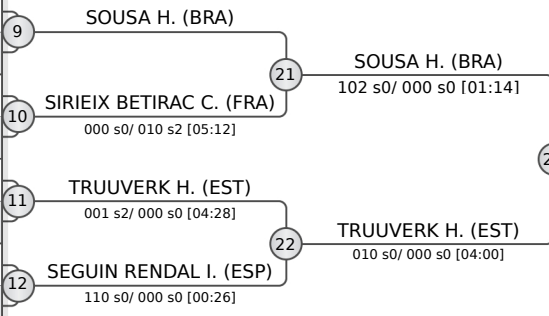 9
SOUSA H. (BRA)
10
SIRIEIX BETIRAC C. (FRA)
000 s0/ 010 s2 [05:12]
21
SOUSA H. (BRA)
102 s0/ 000 s0 [01:14]
11
TRUUVERK H. (EST)
001 s2/ 000 s0 [04:28]
12
SEGUIN RENDAL I. (ESP)
110 s0/ 000 s0 [00:26]
22
TRUUVERK H. (EST)
010 s0/ 000 s0 [04:00]